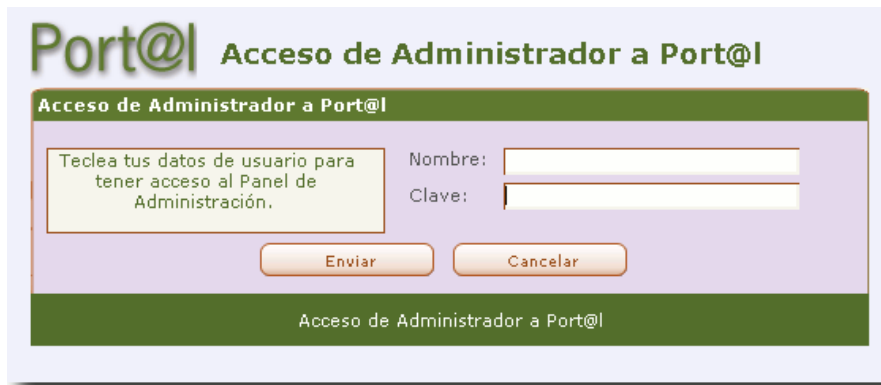 Port@l Acceso de Administrador a Port@l
Acceso de Administrador a Port@l
Teclea tus datos de usuario para
tener acceso al Panel de
Administración.
Nombre:
Clave:
Enviar
Cancelar
Acceso de Administrador a Port@l